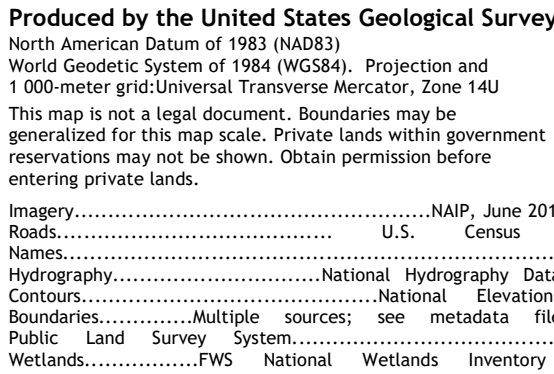 Produced by the United States Geological Survey
North American Datum of 1983 (NAD83)
World Geodetic System of 1984 (WGS84). Projection and
1 000-meter grid:Universal Transverse Mercator, Zone 14U
This map is not a legal document. Boundaries may be
generalized for this map scale. Private lands within government
reservations may not be shown. Obtain permission before
entering private lands.
Imagery....................................................NAIP, June 201
Roads................................... U.S. Census
Names.............................................................
Hydrography..............................National Hydrography Data
Contours...........................................National Elevation
Boundaries.............Multiple sources; see metadata file
Public Land Survey System......................................
Wetlands................FWS National Wetlands Inventory